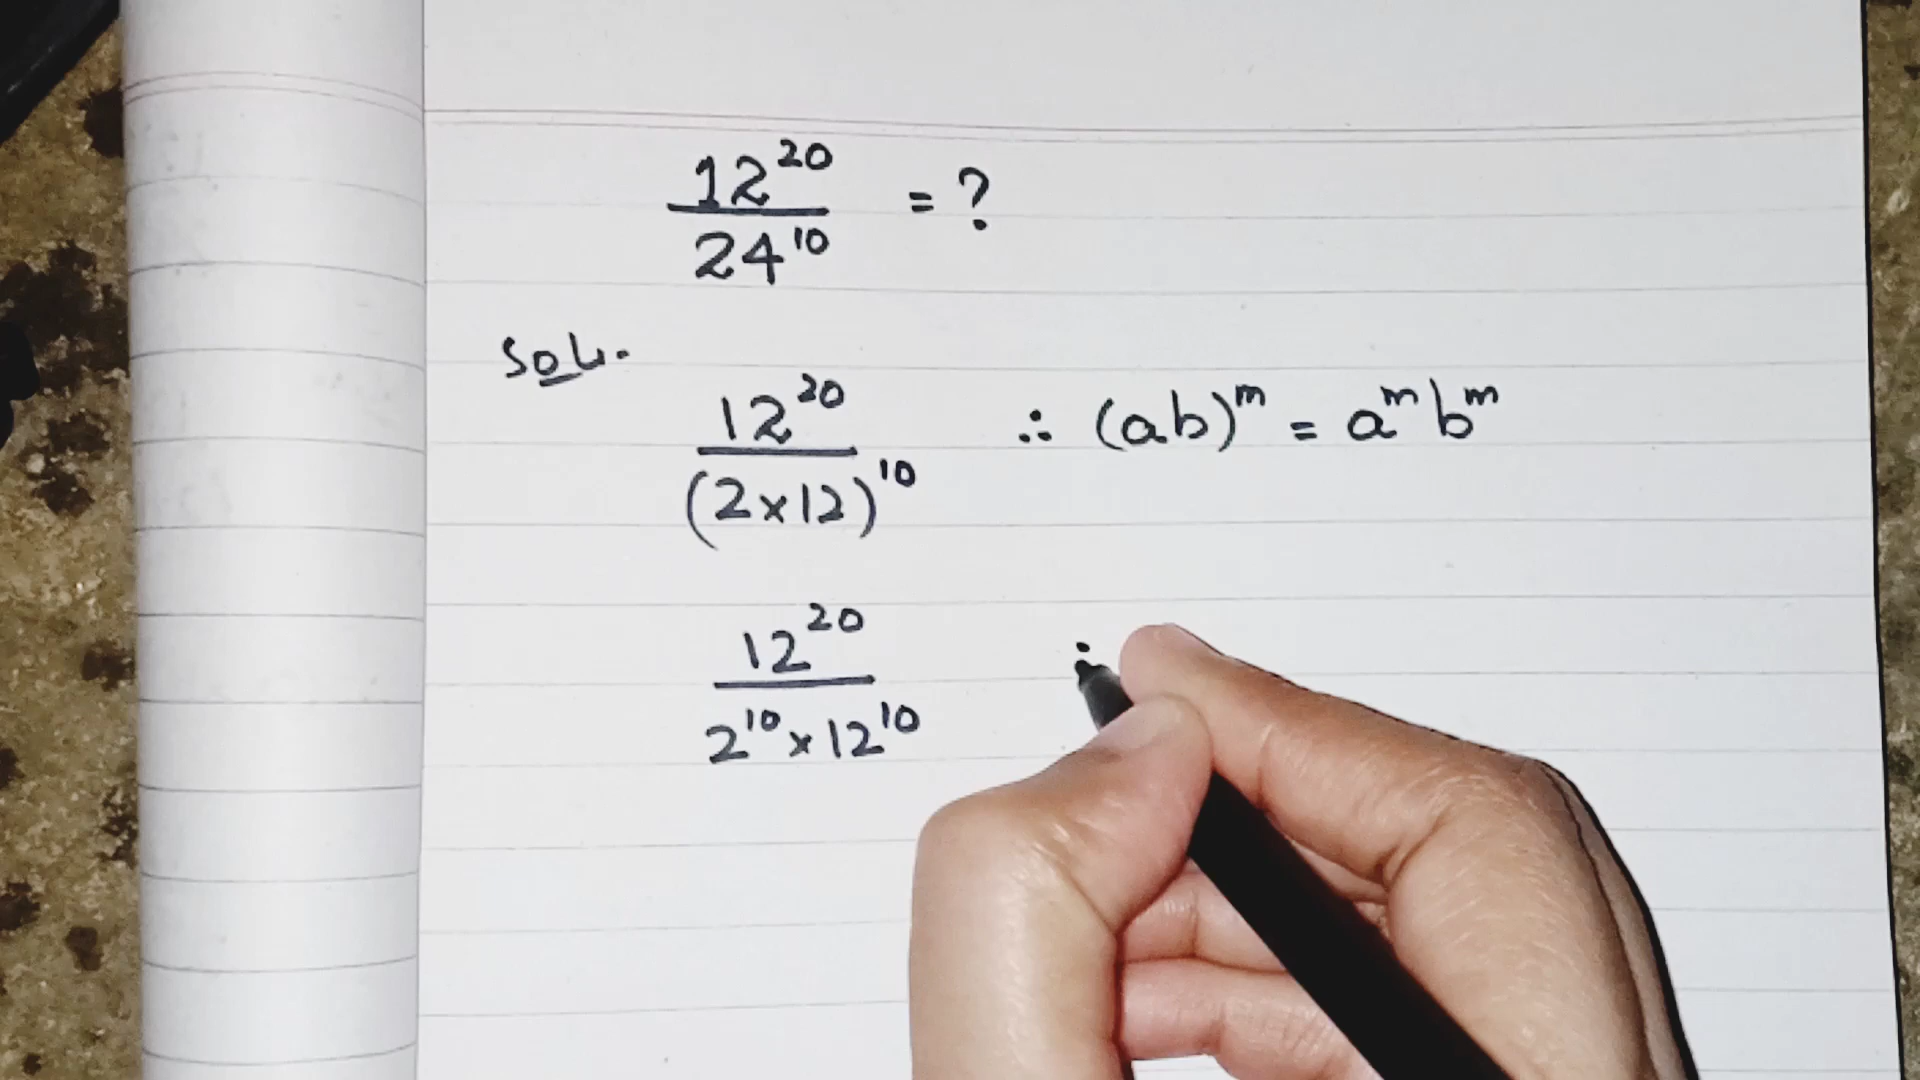 12^20 / 24^10 = ?
Sol.
12^20 / (2×12)^10 ∴ (ab)^m = a^m b^m
12^20 / 2^10 × 12^10